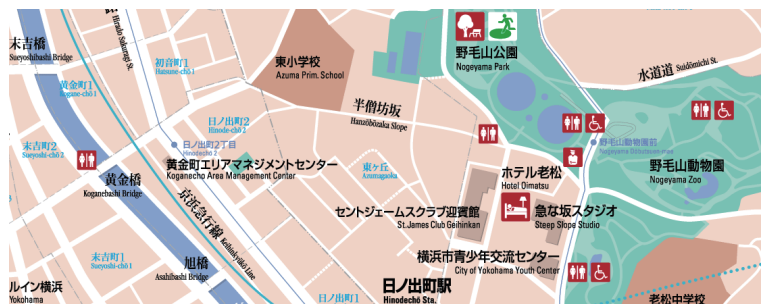 末吉橋
Sueyoshibashi Bridge
Hirado Sakuragi St.
黄金町1
Kogane-chō 1
初音町1
Hatsune-chō 1
東小学校
Azuma Prim. School
野毛山公園
Nogeyama Park
水道道 Suidōmichi St.
半僧坊坂
Hanzōbōzaka Slope
日ノ出町2
Hinode-chō 2
末吉町2
Sueyoshi-chō 2
日ノ出町2丁目
Hinodecho 2
野毛山動物園前
黄金町エリアマネジメントセンター
Koganecho Area Management Center
東ヶ丘
Azumagaoka
ホテル老松
Hotel Oimatsu
野毛山動物園
Nogeyama Zoo
黄金橋
Koganebashi Bridge
京浜急行線 Keihinkyūkō Line
セントジェームスクラブ迎賓館
St.James Club Geihinkan
急な坂スタジオ
Steep Slope Studio
末吉町1
Sueyoshi-chō 1
旭橋
Asahibashi Bridge
横浜市青少年交流センター
City of Yokohama Youth Center
ルイン横浜
Yokohama
日ノ出町1
日ノ出町駅
Hinodechō Sta.
老松中学校